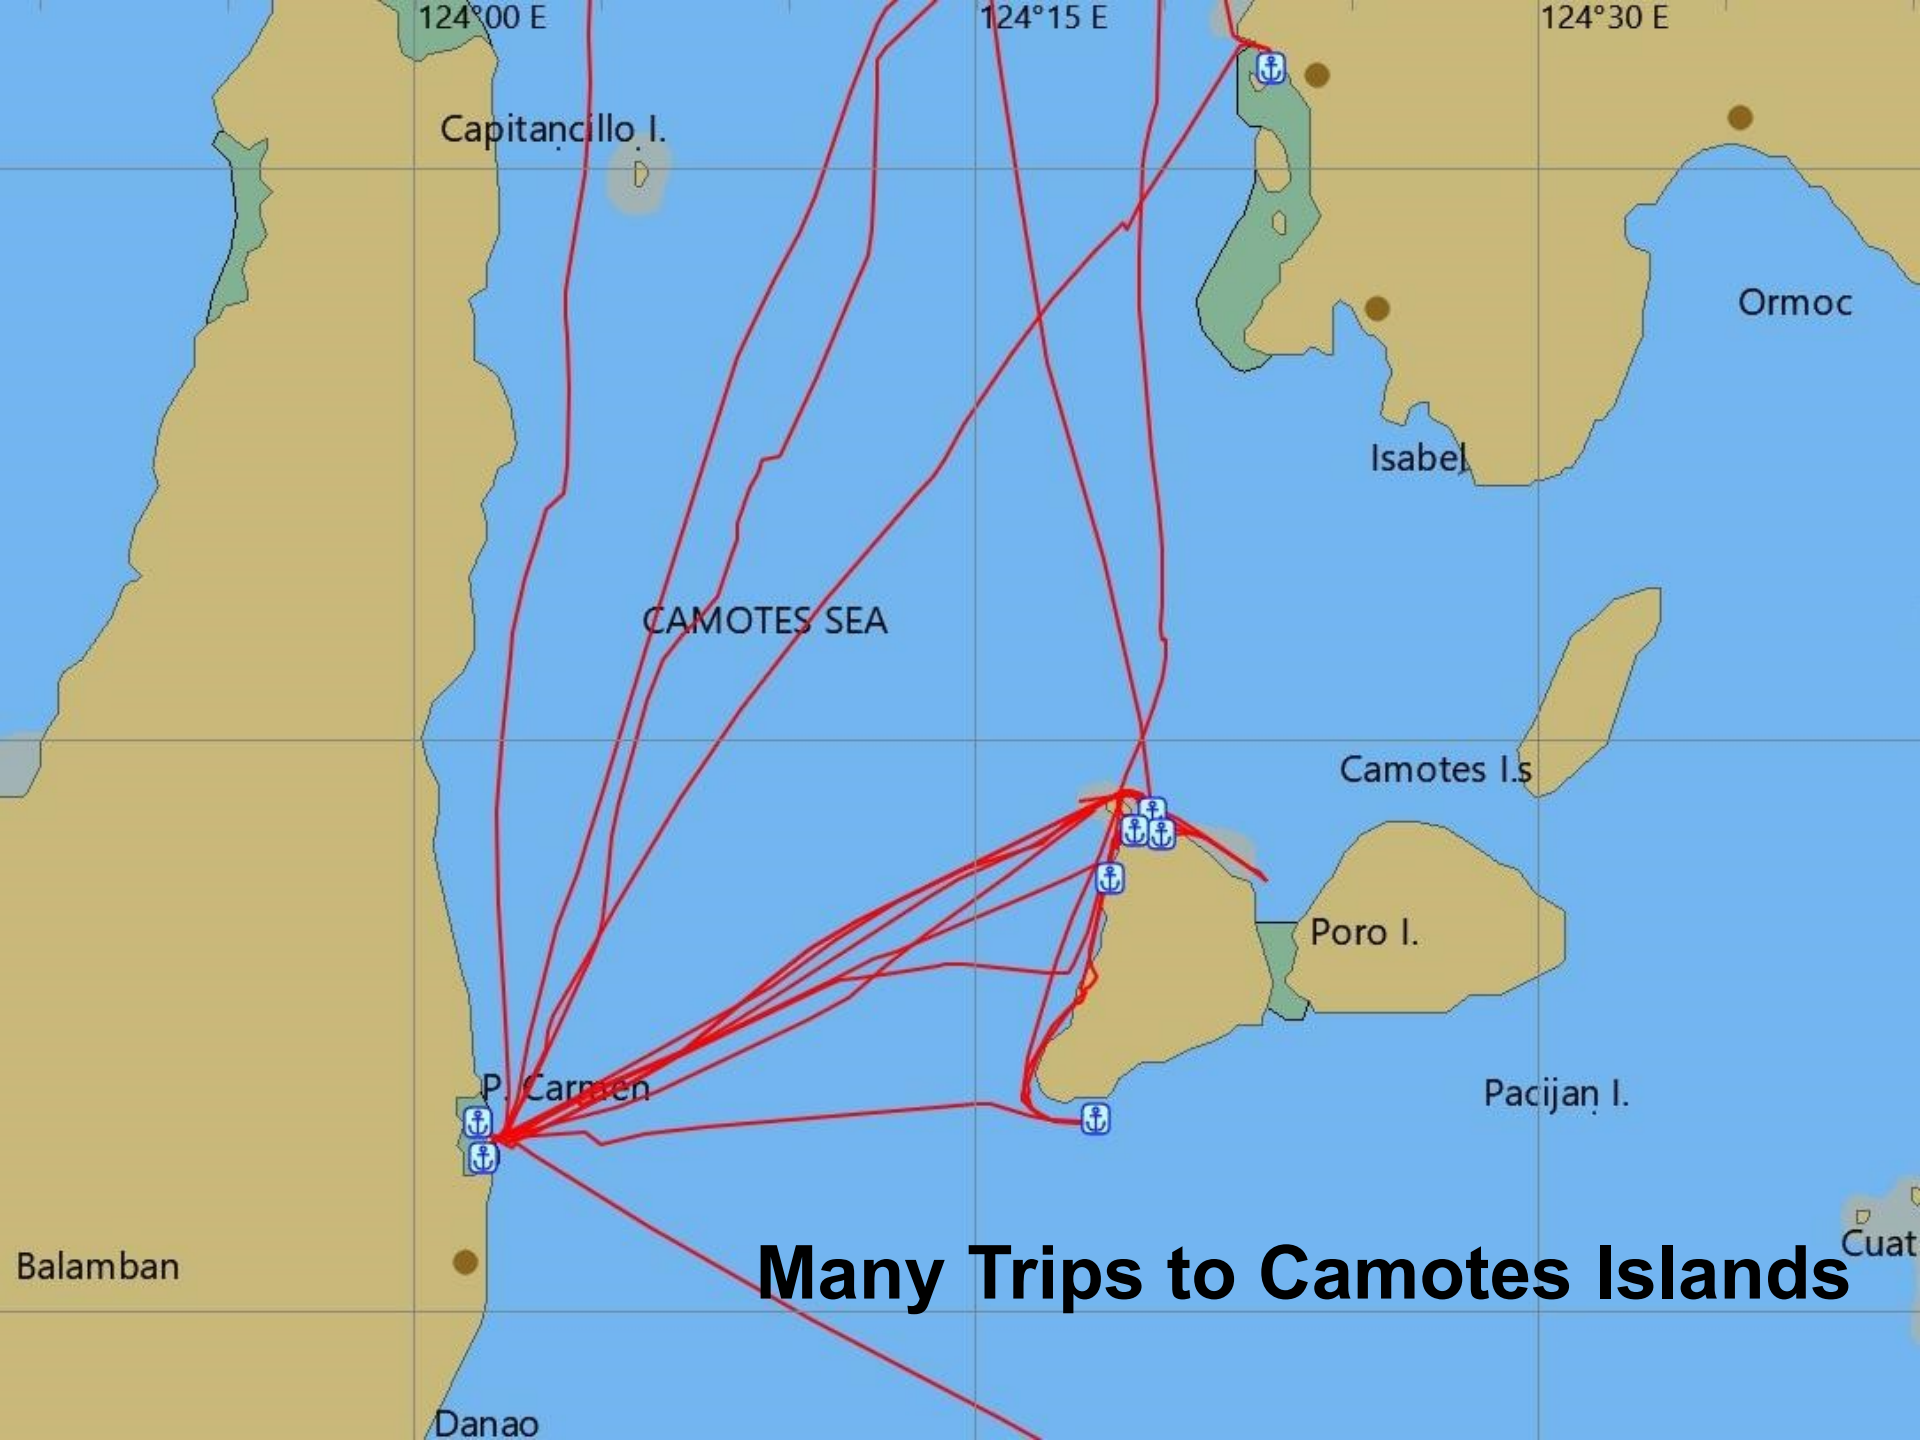 124°00 E
124°15 E
124°30 E
Capitancillo I.
Ormoc
Isabel
CAMOTES SEA
Camotes I.s
Poro I.
P. Carmen
Pacijan I.
Cuat
Balamban
Many Trips to Camotes Islands
Danao